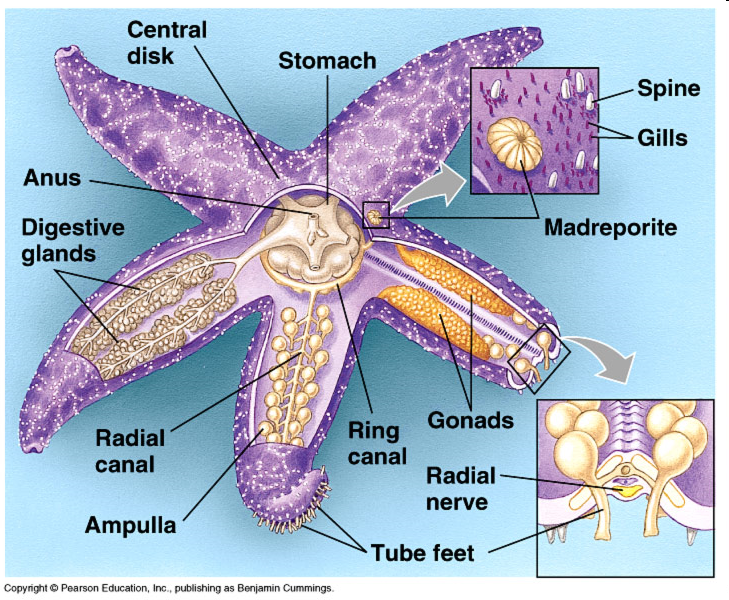 Central
disk
Stomach
Spine
Gills
Anus
Madreporite
Digestive
glands
Gonads
Radial
canal
Ring
canal
Radial
nerve
Ampulla
Tube feet
Copyright © Pearson Education, Inc., publishing as Benjamin Cummings.